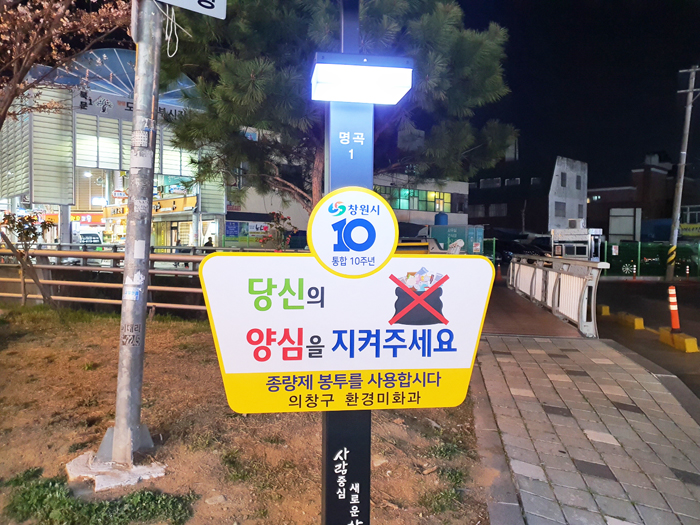 북문
명곡
1
창원시
10
통합 10주년
당신의
양심을 지켜주세요
종량제 봉투를 사용합시다
의창구 환경미화과
사람중심
새로운